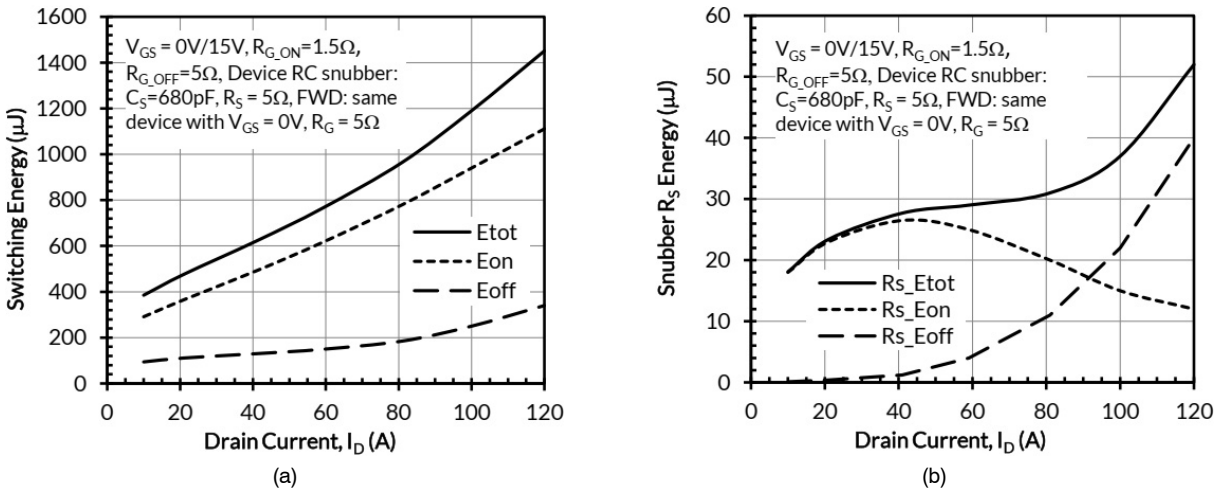 1600
1400
1200
1000
800
600
400
200
0
Switching Energy (µJ)
V_GS = 0V/15V, R_G_ON=1.5Ω,
R_G_OFF=5Ω, Device RC snubber:
C_S=680pF, R_S = 5Ω, FWD: same
device with V_GS = 0V, R_G = 5Ω
Etot
Eon
Eoff
0 20 40 60 80 100 120
Drain Current, I_D (A)
(a)
60
50
40
30
20
10
0
Snubber R_S Energy (µJ)
V_GS = 0V/15V, R_G_ON=1.5Ω,
R_G_OFF=5Ω, Device RC snubber:
C_S=680pF, R_S = 5Ω, FWD: same
device with V_GS = 0V, R_G = 5Ω
Rs_Etot
Rs_Eon
Rs_Eoff
0 20 40 60 80 100 120
Drain Current, I_D (A)
(b)